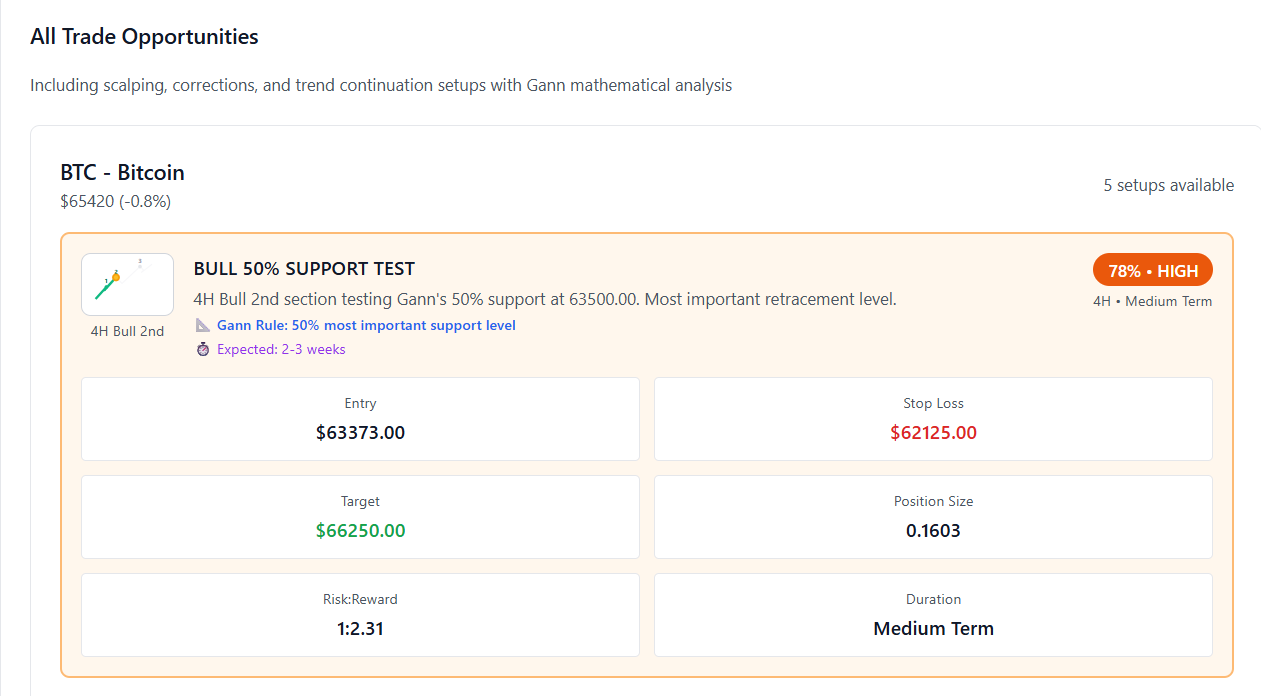 All Trade Opportunities
Including scalping, corrections, and trend continuation setups with Gann mathematical analysis
BTC - Bitcoin
$65420 (-0.8%)
5 setups available
1
2
3
4H Bull 2nd
BULL 50% SUPPORT TEST
4H Bull 2nd section testing Gann's 50% support at 63500.00. Most important retracement level.
Gann Rule: 50% most important support level
Expected: 2-3 weeks
78% • HIGH
4H • Medium Term
Entry
$63373.00
Stop Loss
$62125.00
Target
$66250.00
Position Size
0.1603
Risk:Reward
1:2.31
Duration
Medium Term